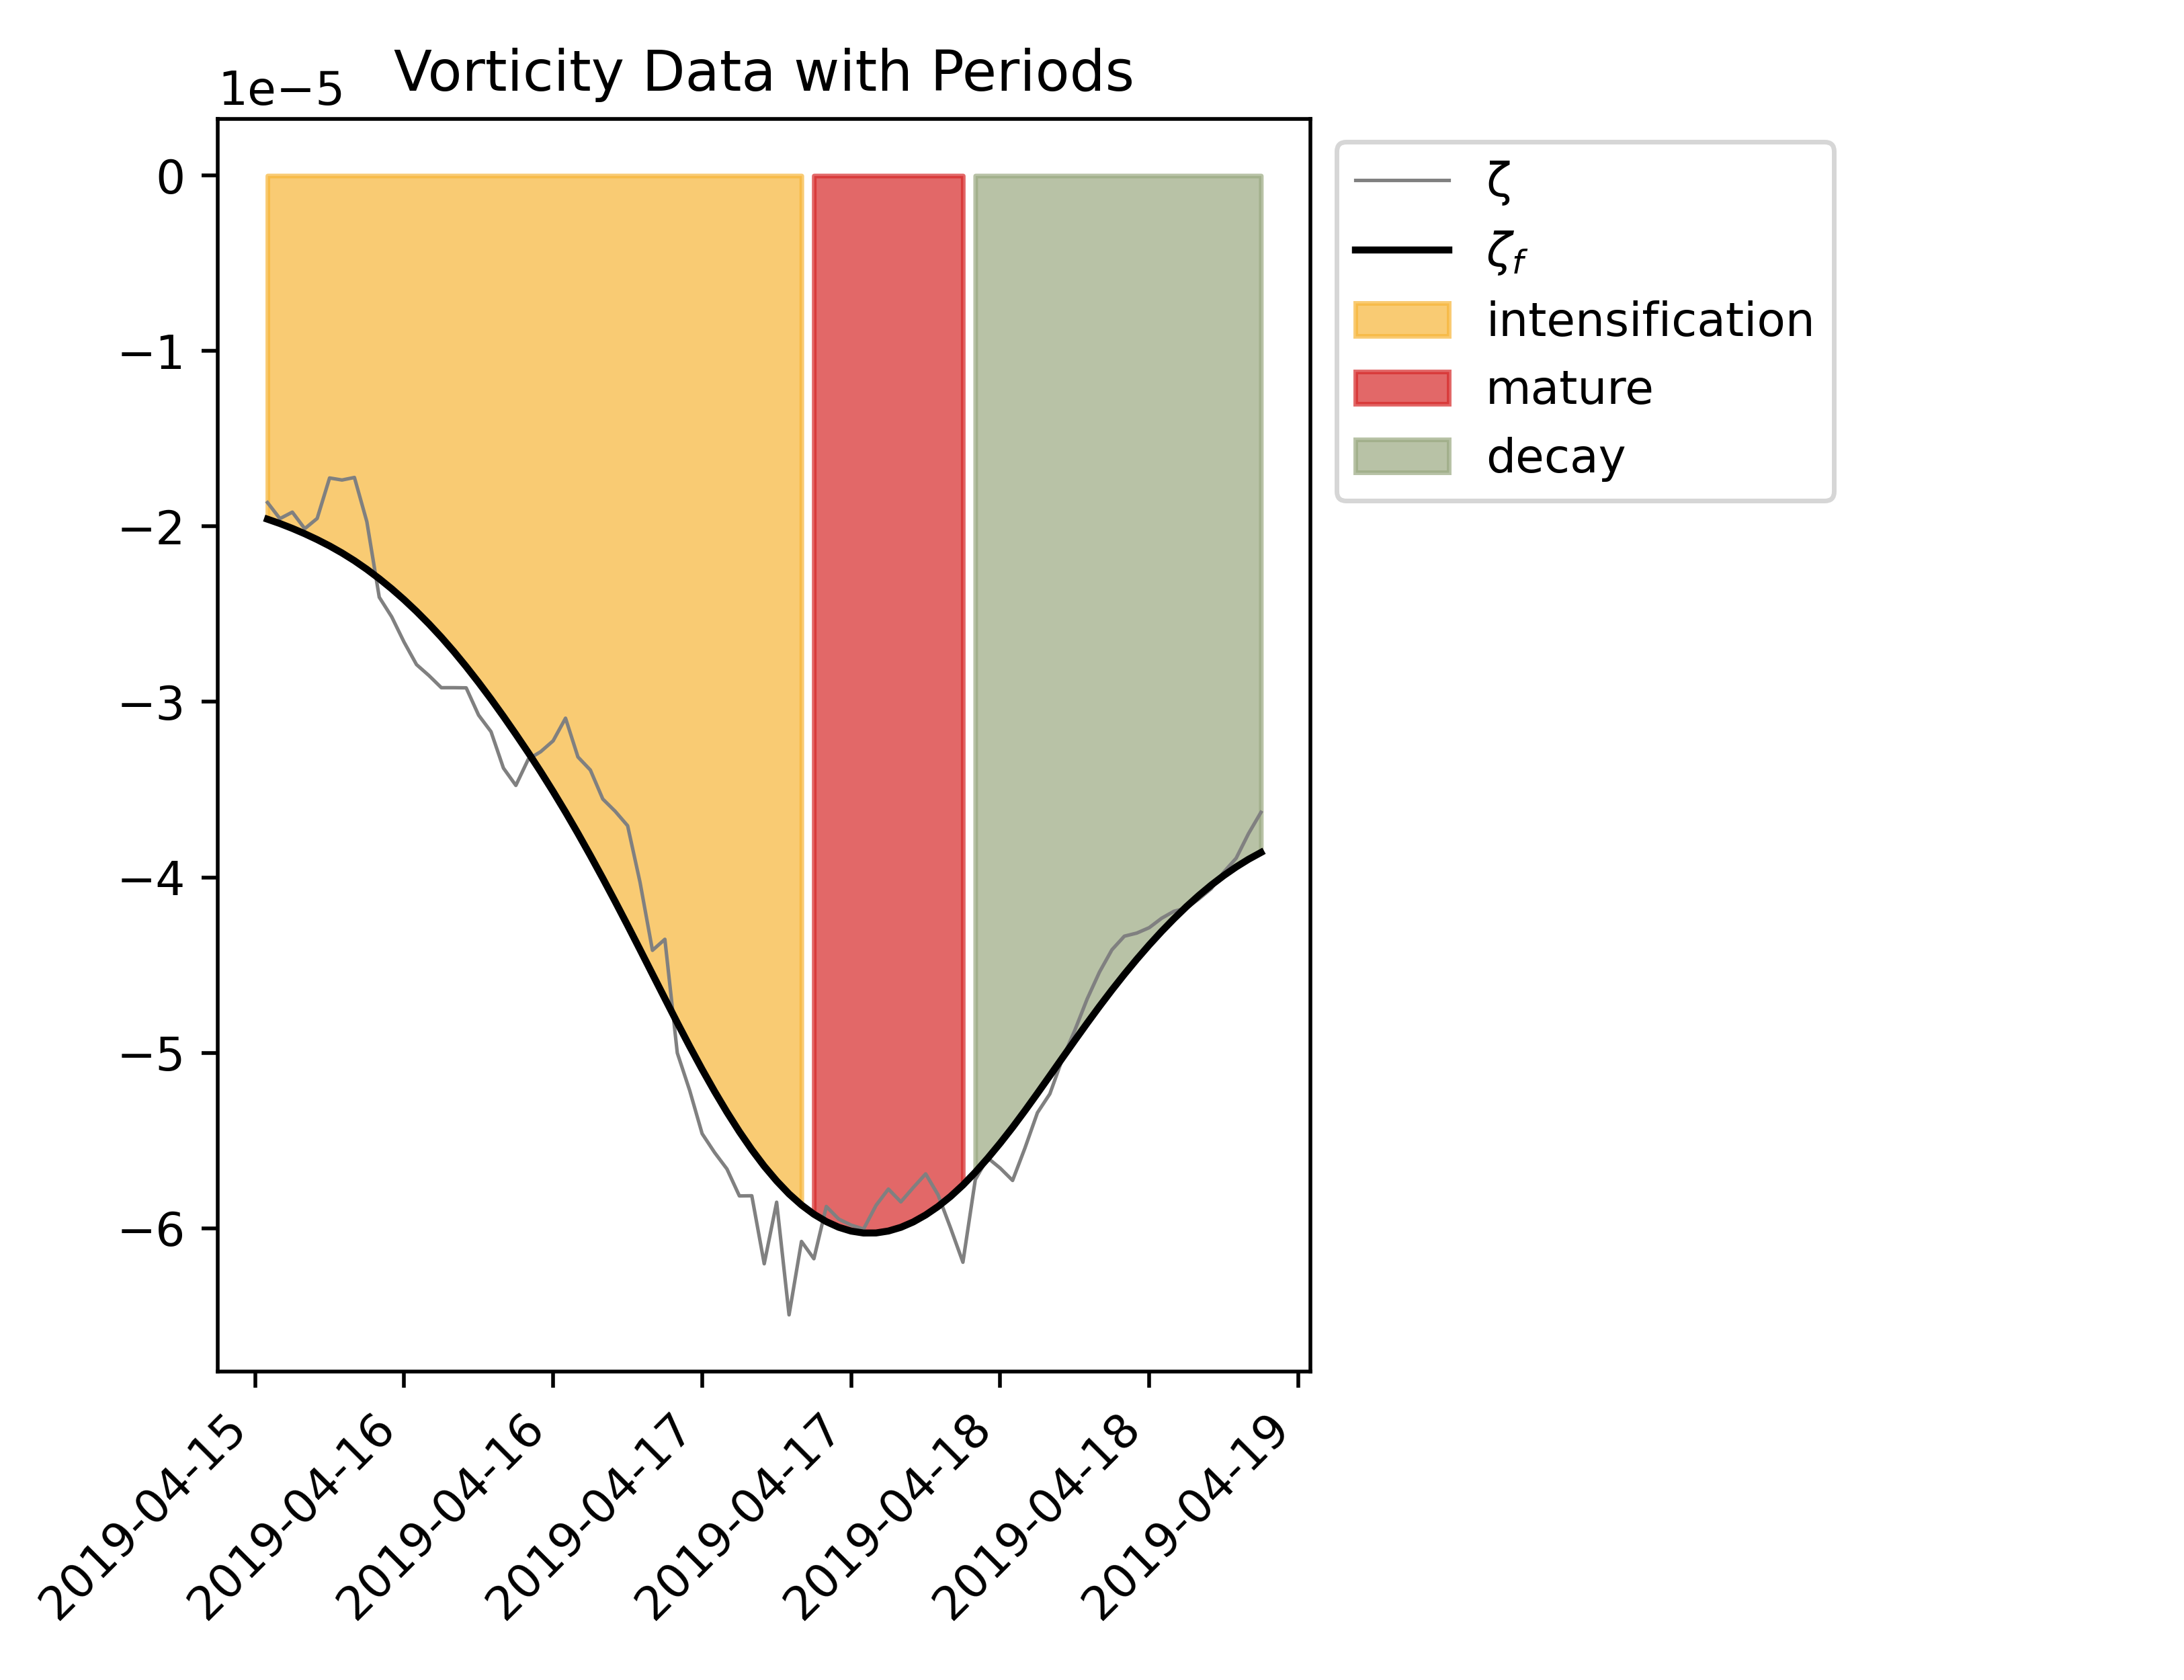 Vorticity Data with Periods
1e−5
0
−1
−2
−3
−4
−5
−6
2019-04-15
2019-04-16
2019-04-16
2019-04-17
2019-04-17
2019-04-18
2019-04-18
2019-04-19
ζ
ζf
intensification
mature
decay